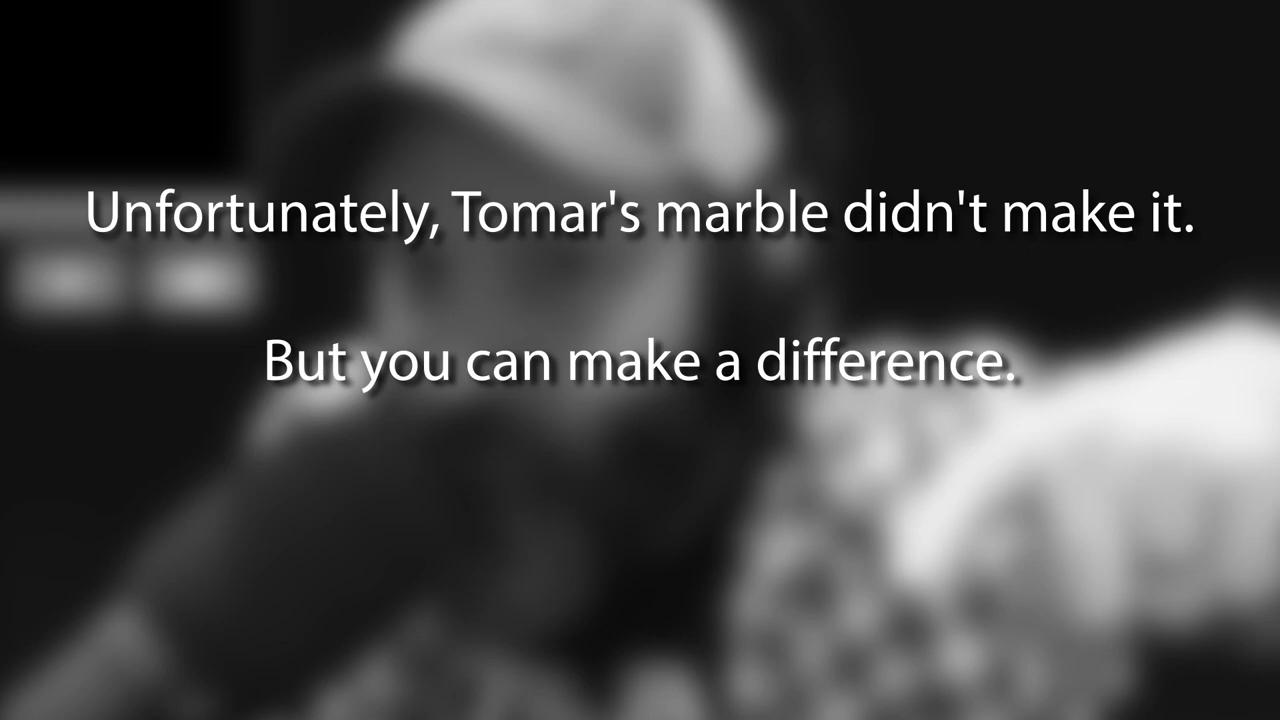 Unfortunately, Tomar's marble didn't make it.
But you can make a difference.